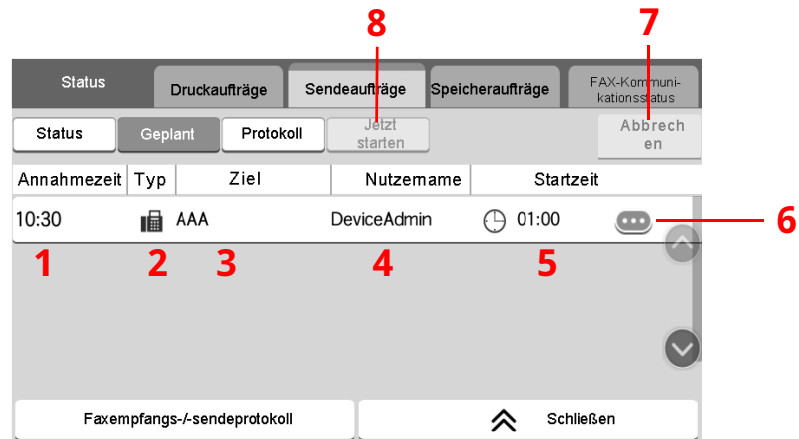 8
7
Status
Druckaufträge
Sendeaufträge
Speicheraufträge
FAX-Kommuni-
kationsstatus
Status
Geplant
Protokoll
Jetzt
starten
Abbrech
en
Annahmezeit
Typ
Ziel
Nutzername
Startzeit
10:30
AAA
DeviceAdmin
01:00
6
1
2
3
4
5
Faxempfangs-/-sendeprotokoll
Schließen